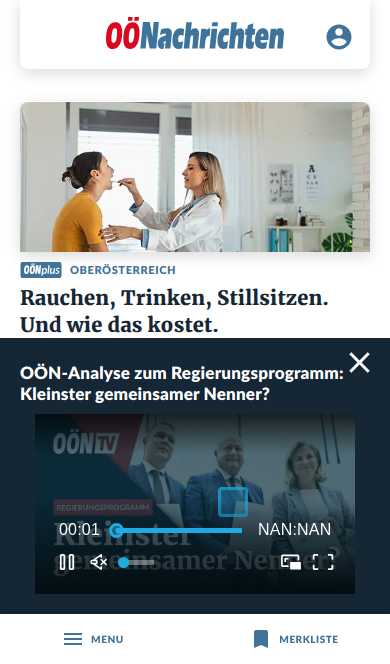 OÖNachrichten
OÖNplus OBERÖSTERREICH
Rauchen, Trinken, Stillsitzen.
Und wie das kostet.
OÖN-Analyse zum Regierungsprogramm:
Kleinster gemeinsamer Nenner?
OÖN TV
REGIERUNGSPROGRAMM
Kleinster
gemeinsamer Nenner?
00:01
NAN:NAN
MENU
MERKLISTE